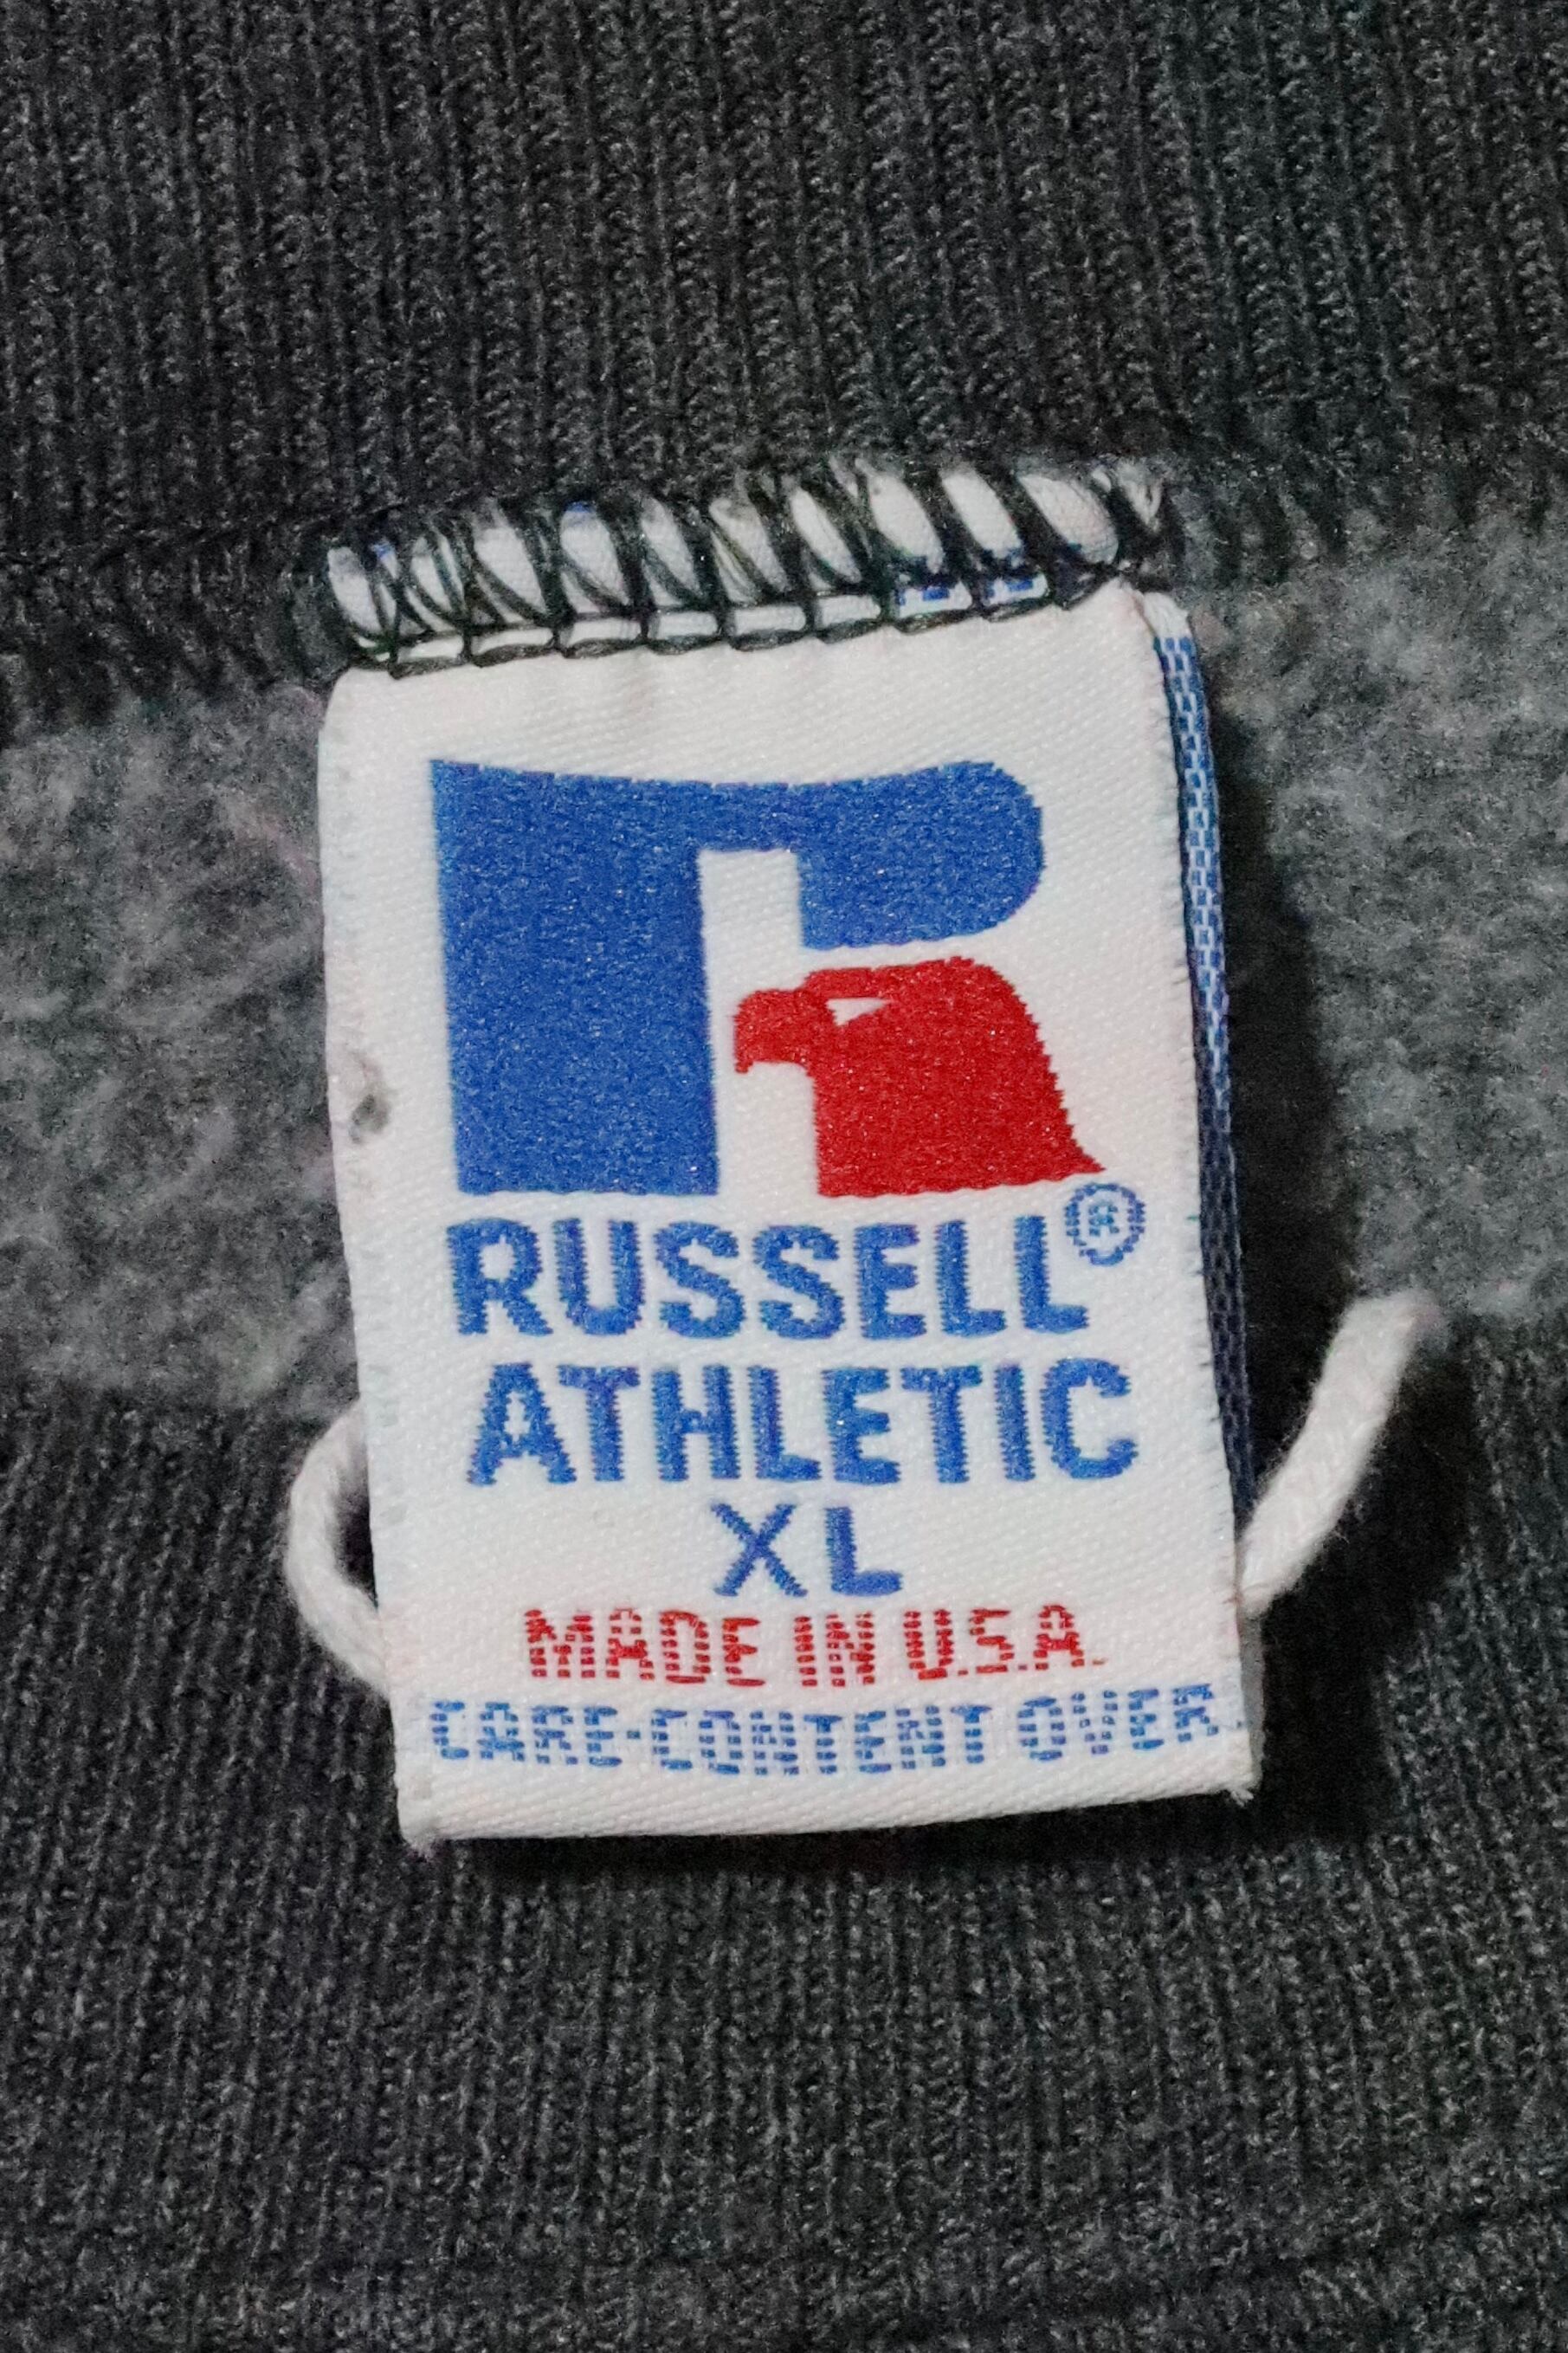 RUSSELL®
ATHLETIC
XL
MADE IN U.S.A.
CARE-CONTENT OVER